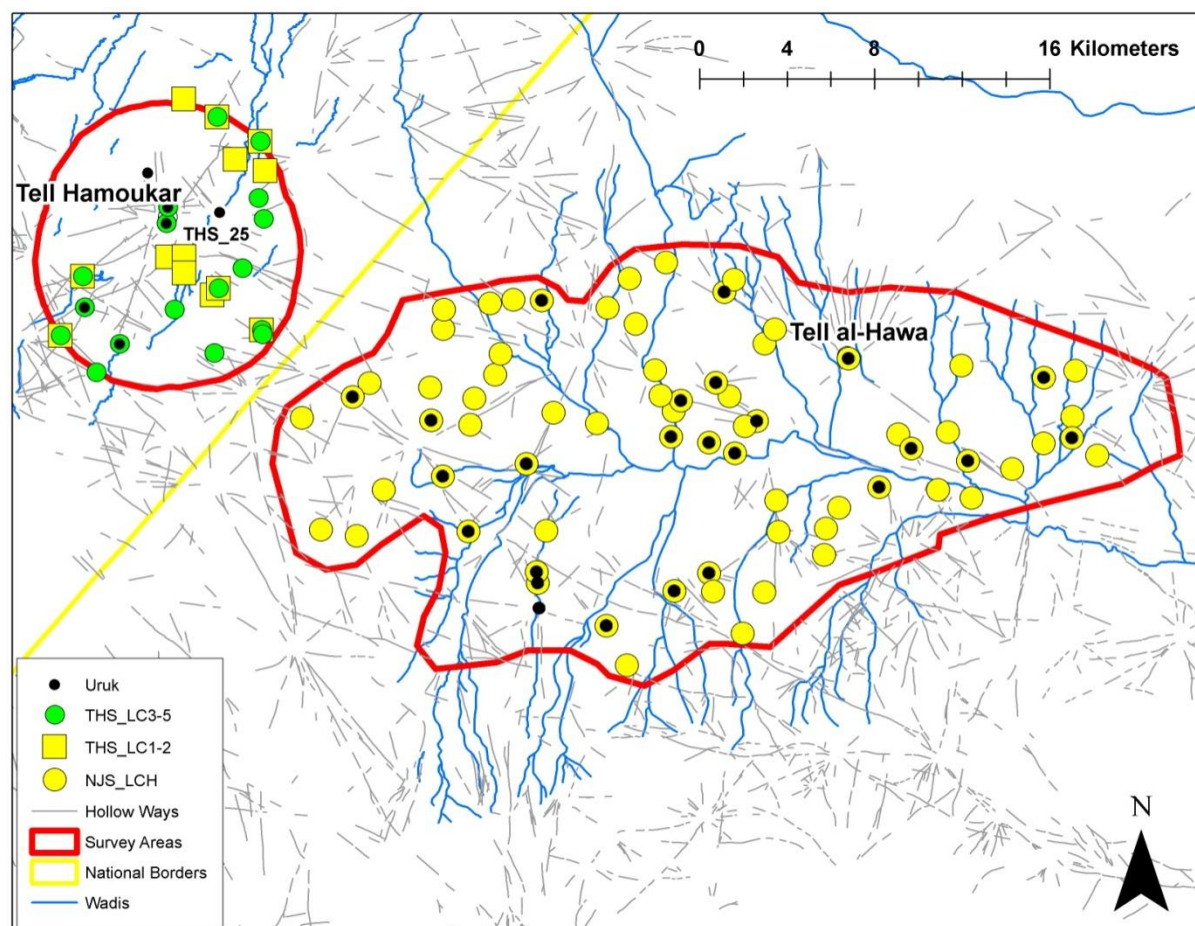 0 4 8 16 Kilometers
Tell Hamoukar
THS_25
Tell al-Hawa
Uruk
THS_LC3-5
THS_LC1-2
NJS_LCH
Hollow Ways
Survey Areas
National Borders
Wadis
N